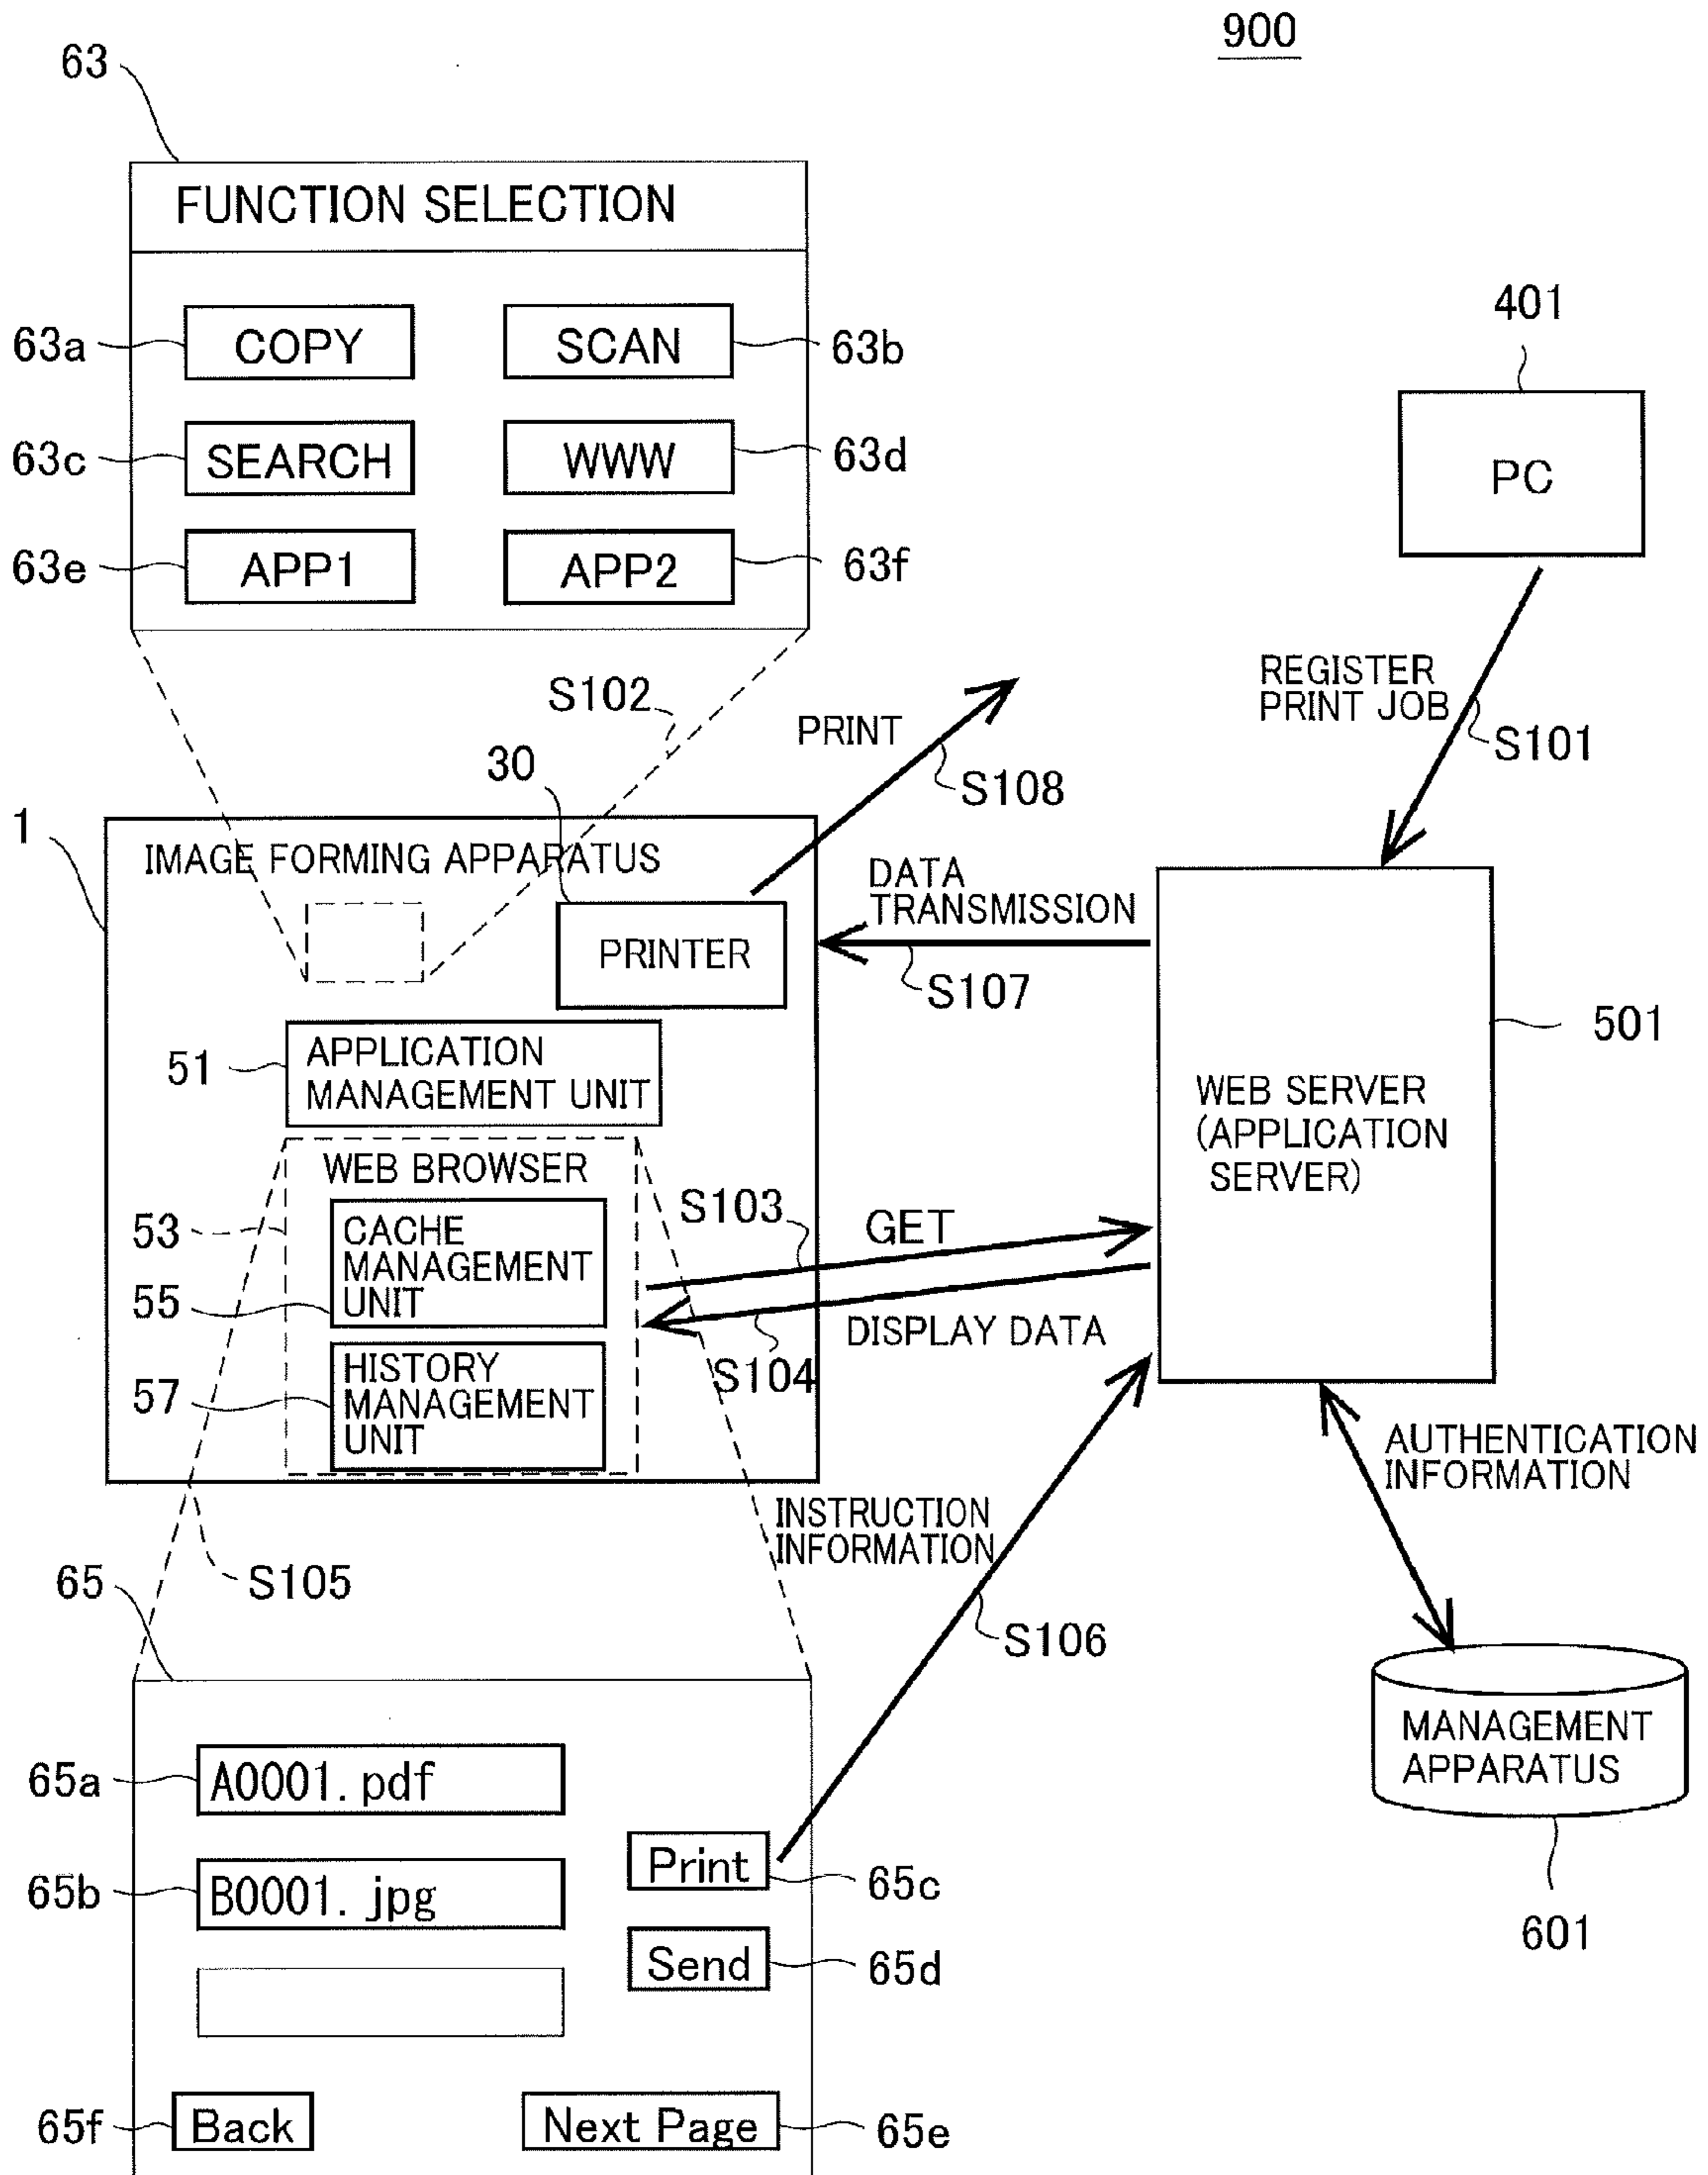 900
63
FUNCTION SELECTION
63a
COPY
SCAN
63b
63c
SEARCH
WWW
63d
63e
APP1
APP2
63f
401
PC
REGISTER
PRINT JOB
S101
S102
PRINT
S108
30
1
IMAGE FORMING APPARATUS
PRINTER
DATA
TRANSMISSION
S107
501
WEB SERVER
(APPLICATION
SERVER)
51
APPLICATION
MANAGEMENT UNIT
WEB BROWSER
53
CACHE
MANAGEMENT
UNIT
55
57
HISTORY
MANAGEMENT
UNIT
S103
GET
DISPLAY DATA
S104
AUTHENTICATION
INFORMATION
INSTRUCTION
INFORMATION
S106
S105
65
MANAGEMENT
APPARATUS
601
65a
A0001. pdf
65b
B0001. jpg
Print
65c
Send
65d
65f
Back
Next Page
65e